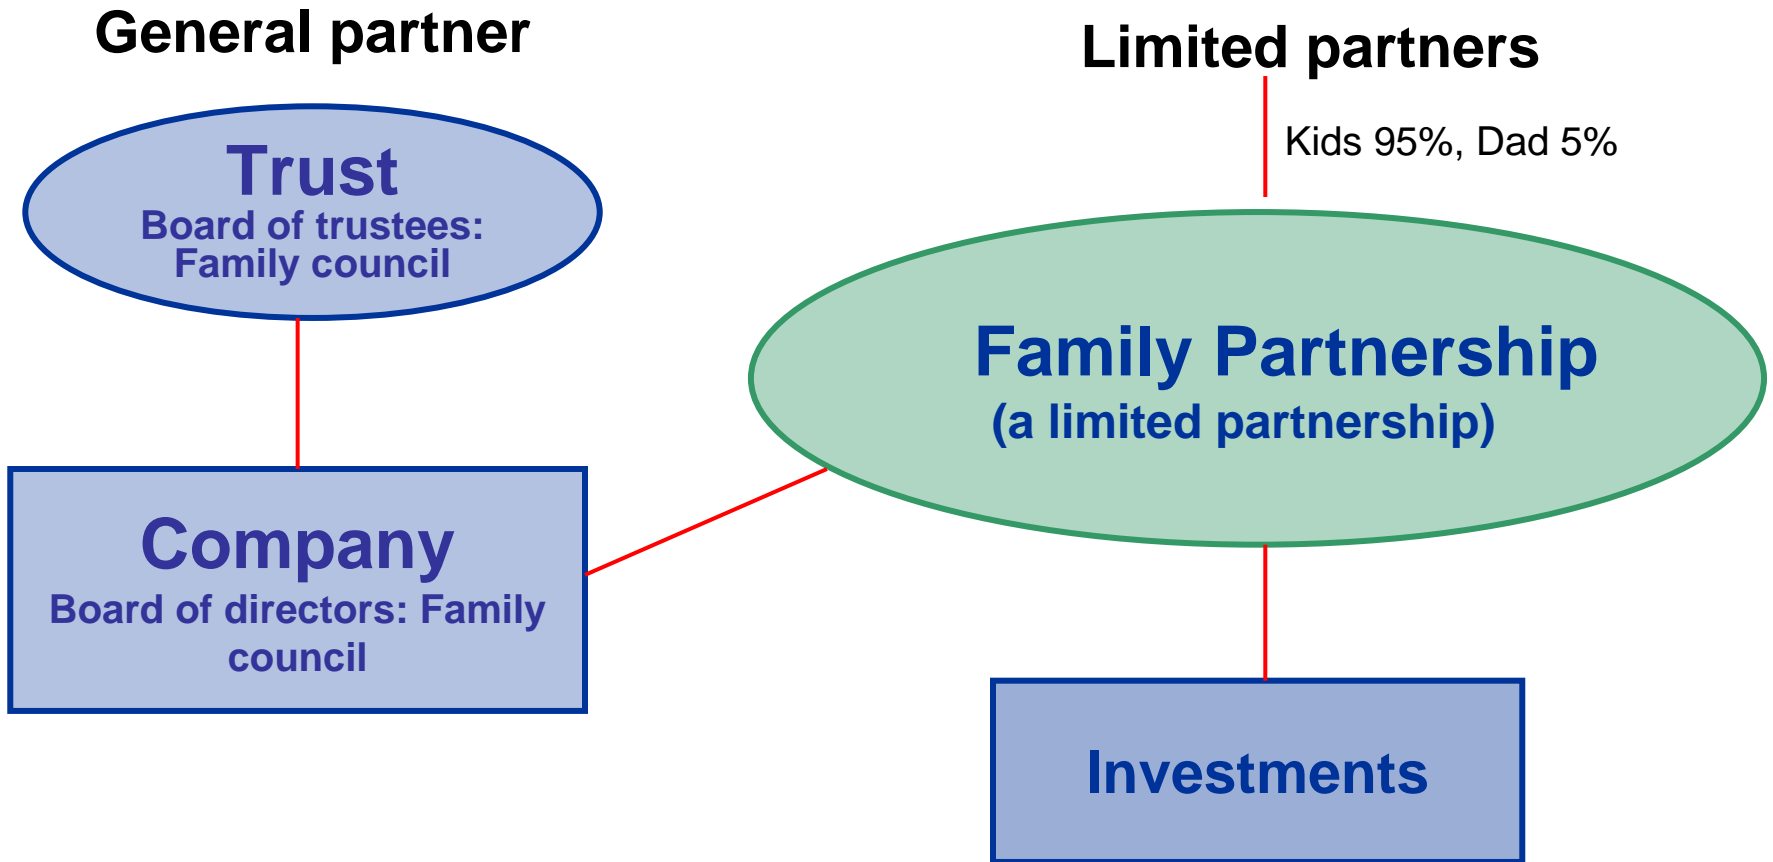 General partner
Limited partners
Kids 95%, Dad 5%
Trust
Board of trustees:
Family council
Family Partnership
(a limited partnership)
Company
Board of directors: Family
council
Investments